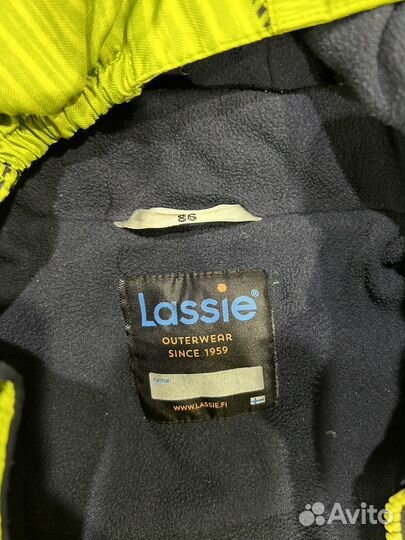 86
Lassie®
OUTERWEAR
SINCE 1959
name
WWW.LASSIE.FI
Avito